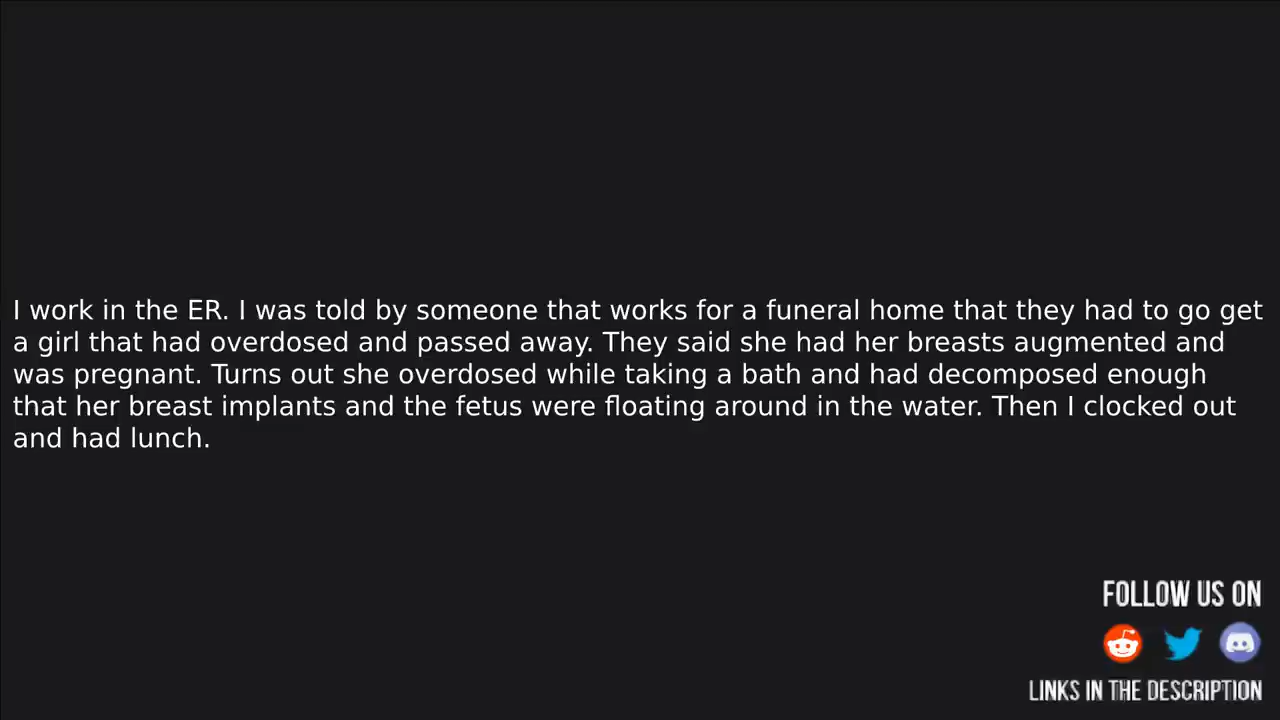 I work in the ER. I was told by someone that works for a funeral home that they had to go get
a girl that had overdosed and passed away. They said she had her breasts augmented and
was pregnant. Turns out she overdosed while taking a bath and had decomposed enough
that her breast implants and the fetus were floating around in the water. Then I clocked out
and had lunch.
FOLLOW US ON
LINKS IN THE DESCRIPTION